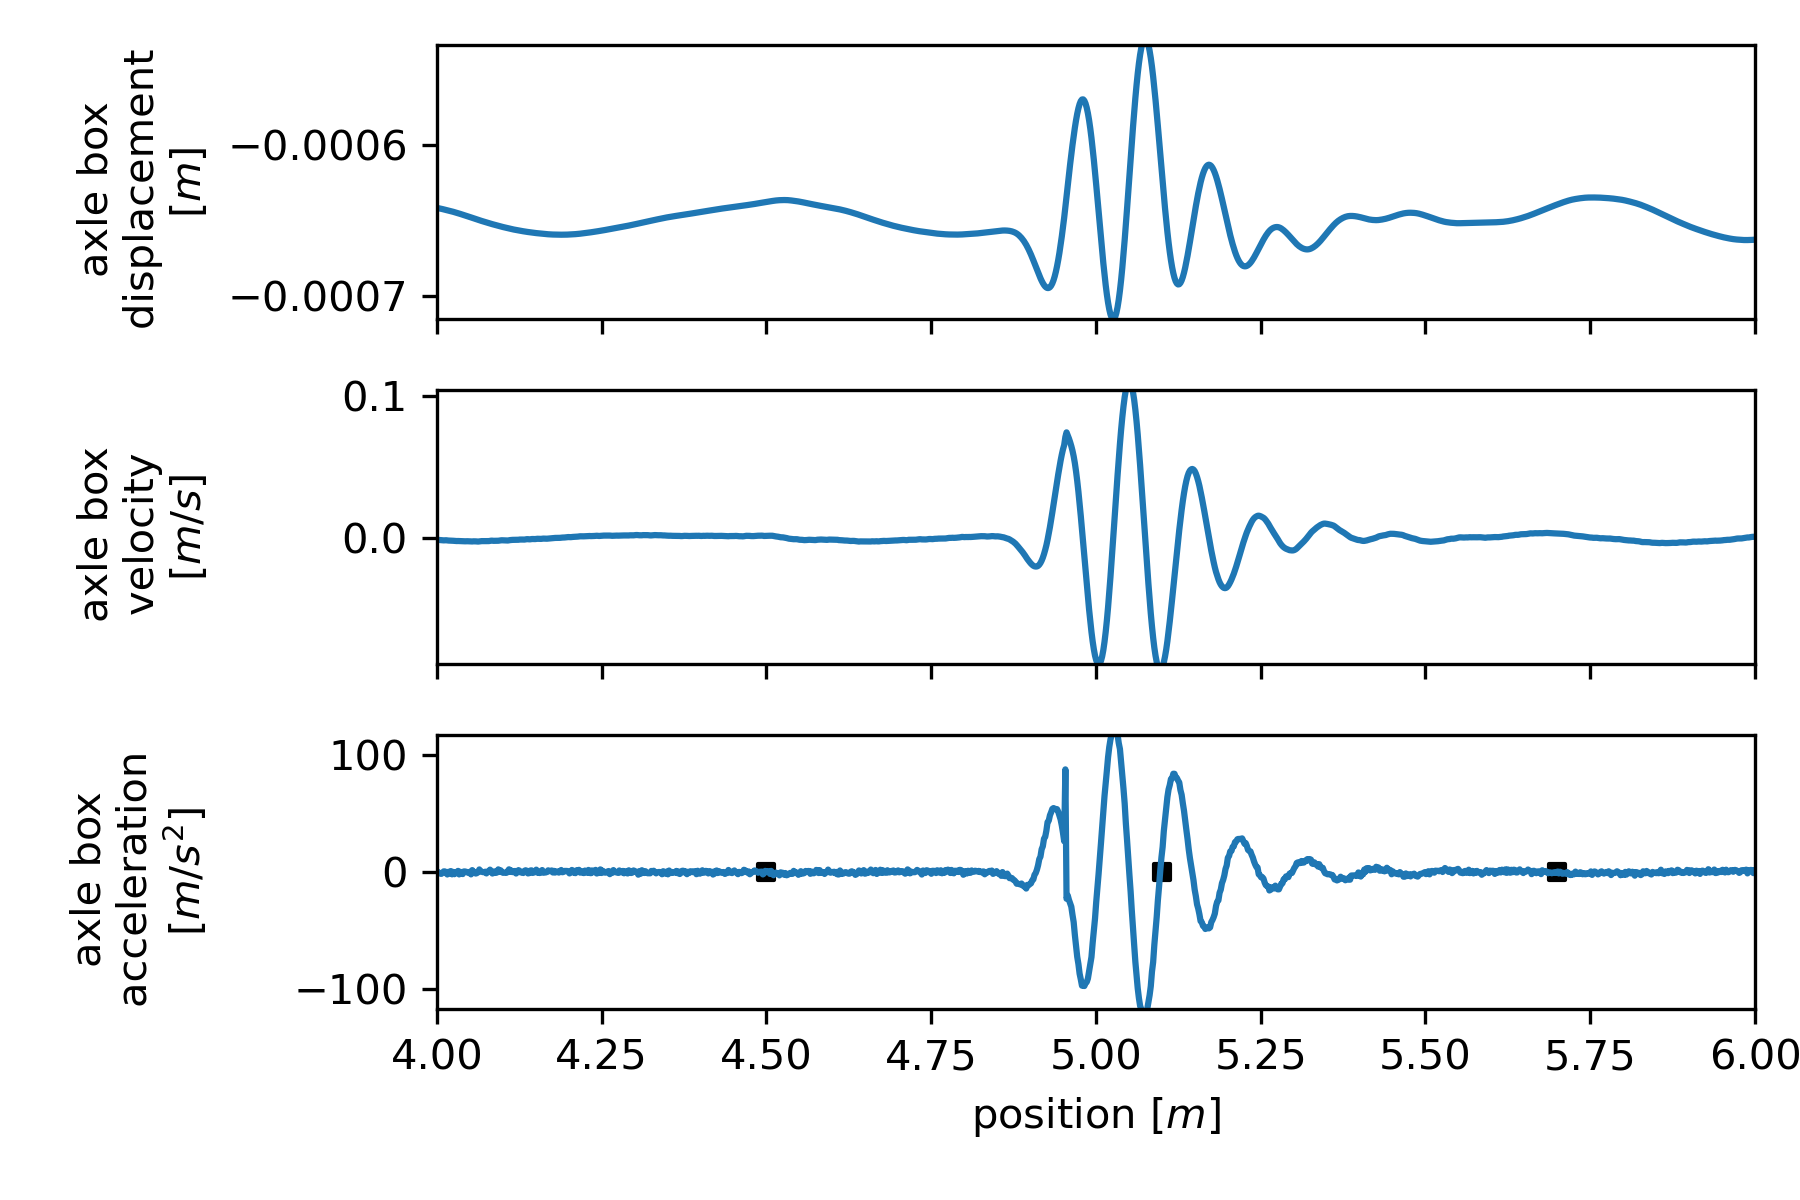 axle box
displacement
[m]
−0.0006
−0.0007
axle box
velocity
[m/s]
0.1
0.0
axle box
acceleration
[m/s²]
100
0
−100
4.00 4.25 4.50 4.75 5.00 5.25 5.50 5.75 6.00
position [m]